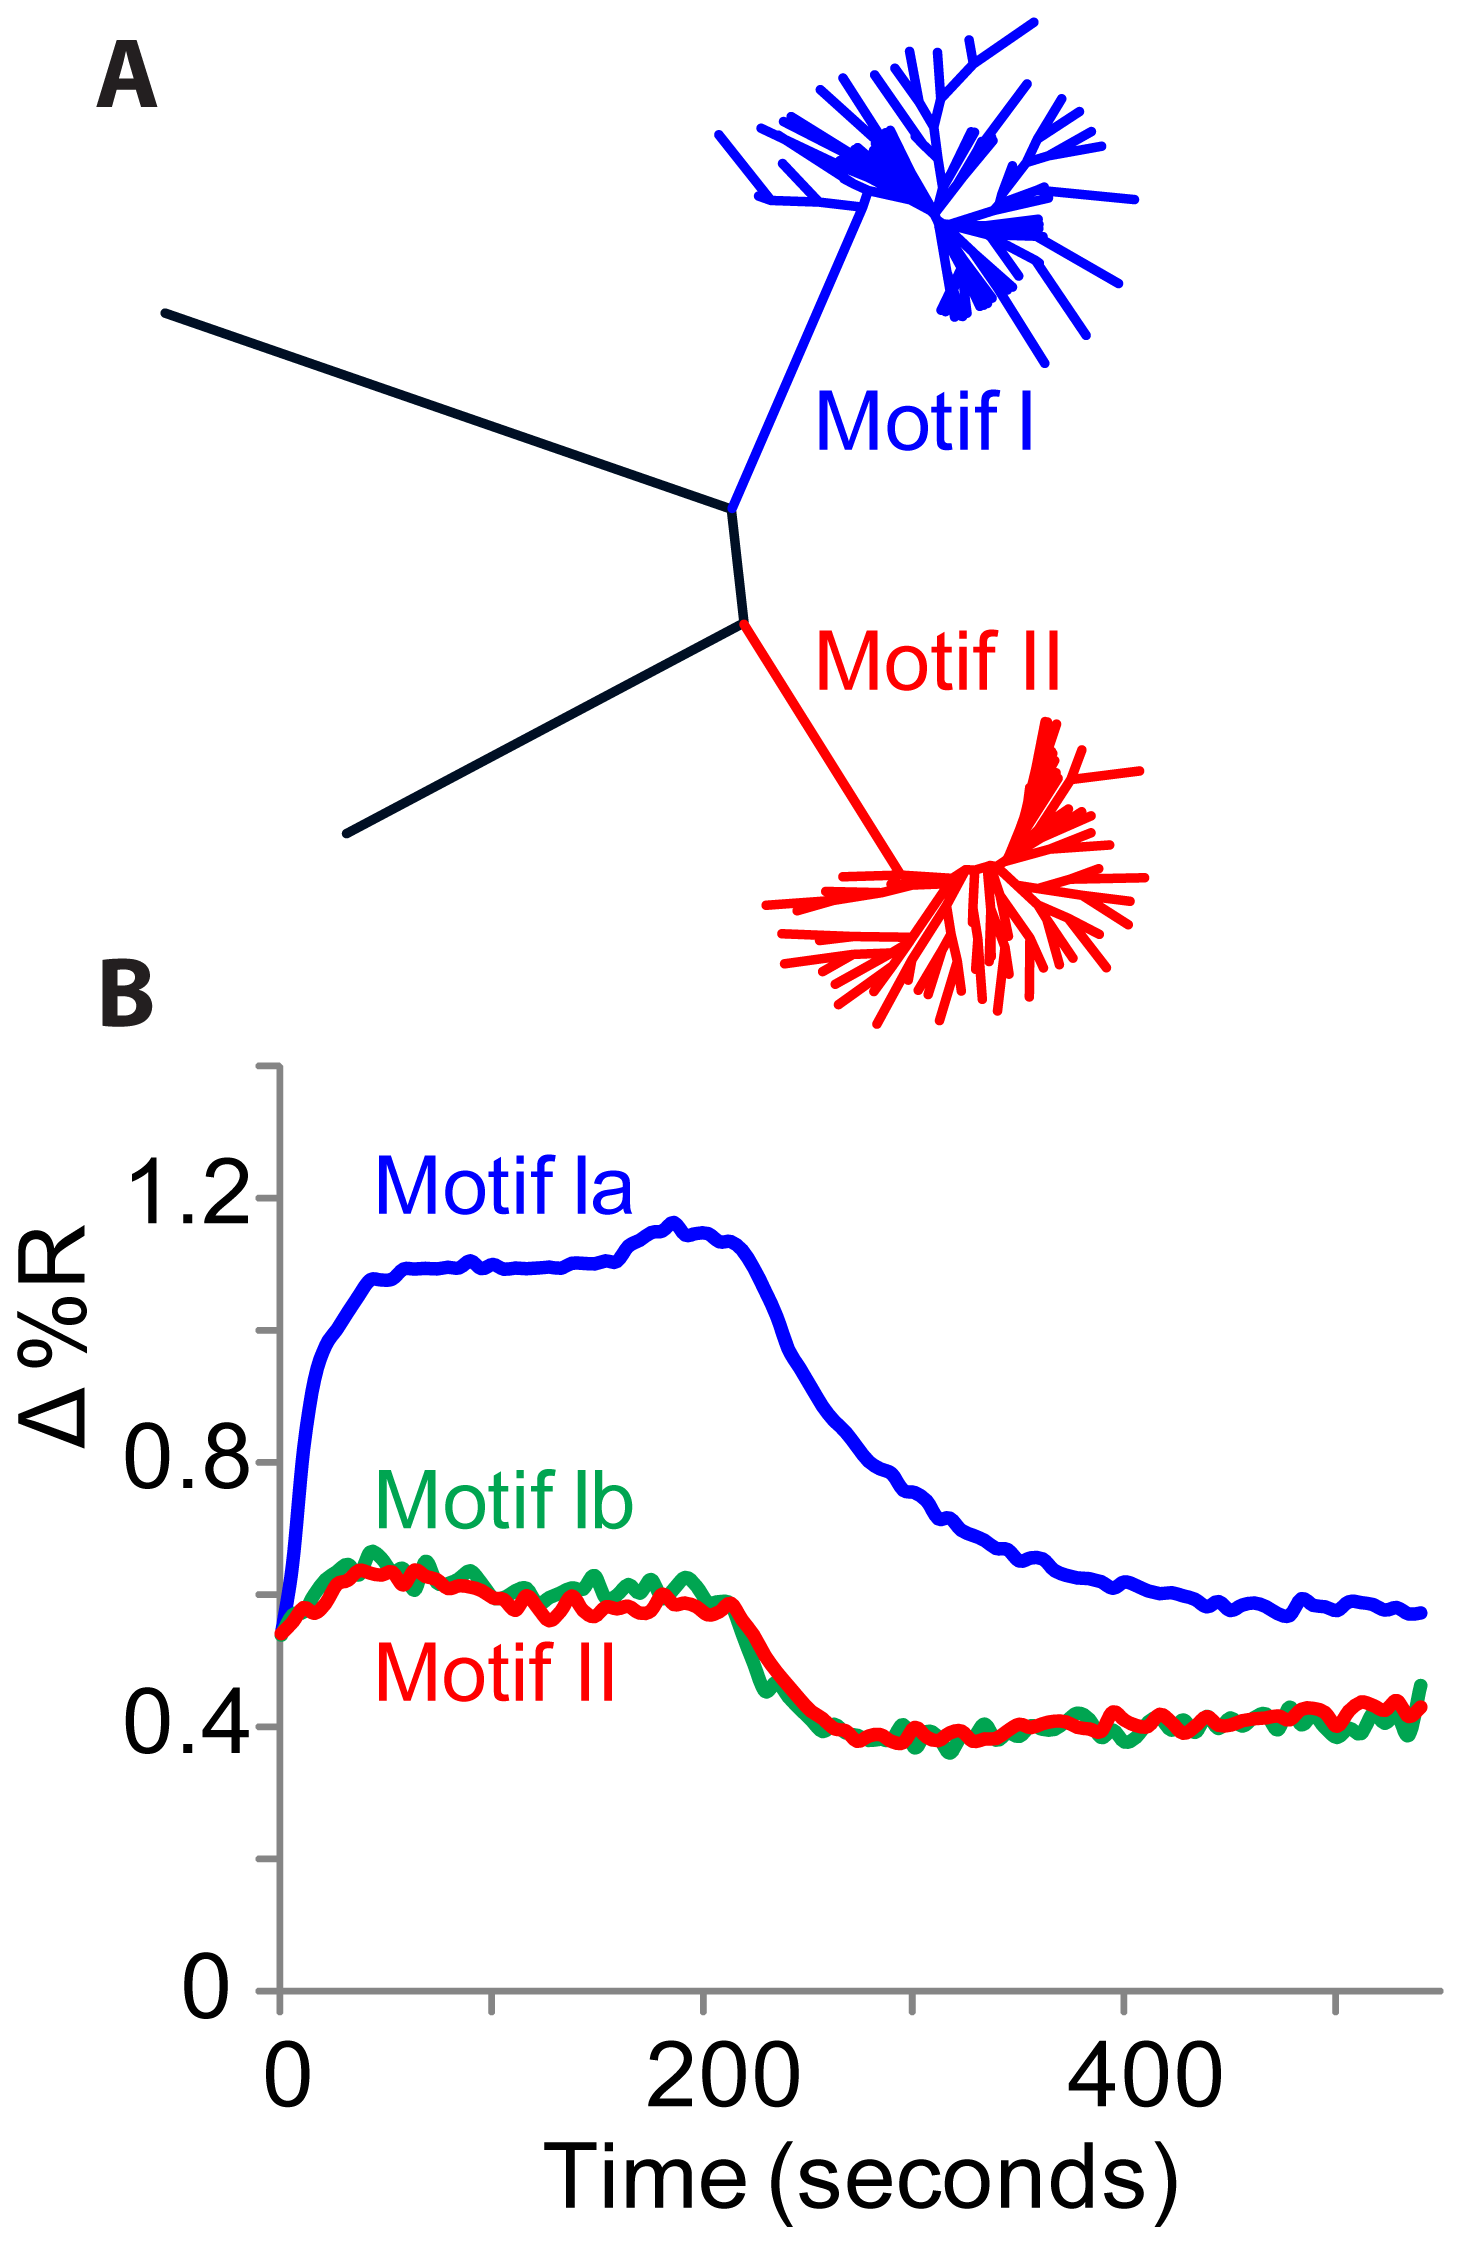 A
Motif I
Motif II
B
Δ %R
1.2
0.8
0.4
0
Motif Ia
Motif Ib
Motif II
0 200 400
Time (seconds)